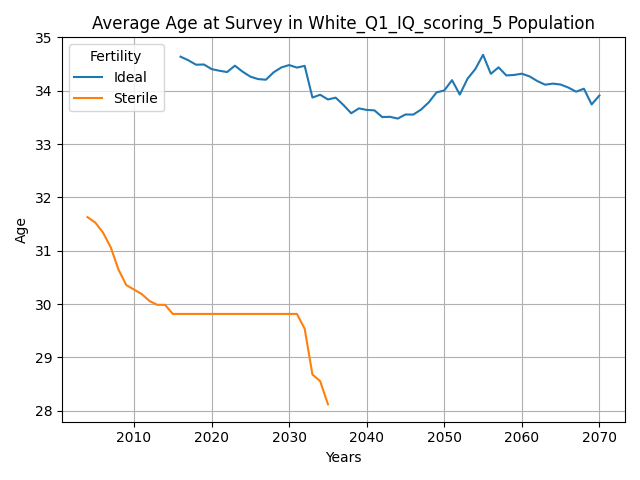 Average Age at Survey in White_Q1_IQ_scoring_5 Population
Fertility
Ideal
Sterile
35
34
33
32
31
30
29
28
Age
2010 2020 2030 2040 2050 2060 2070
Years